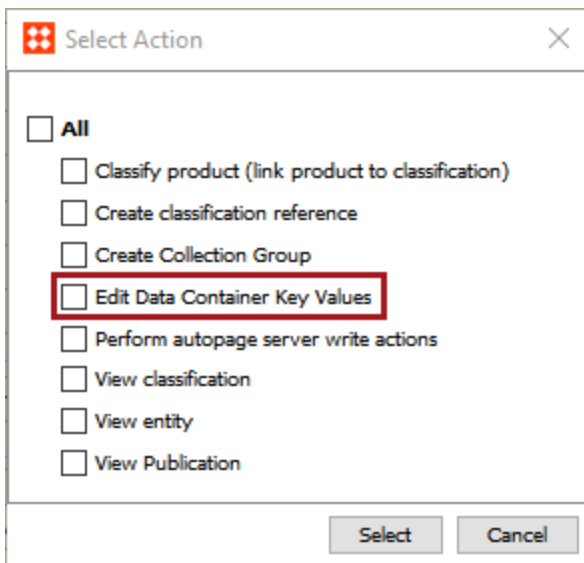 Select Action
All
Classify product (link product to classification)
Create classification reference
Create Collection Group
Edit Data Container Key Values
Perform autopage server write actions
View classification
View entity
View Publication
Select Cancel